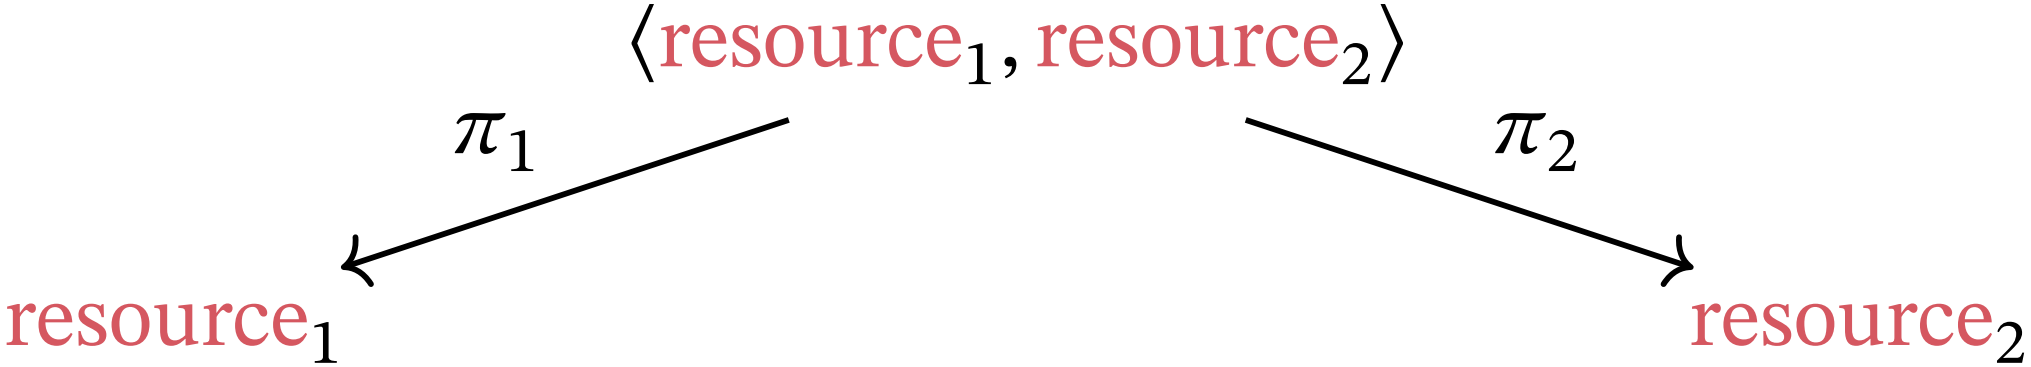 ⟨resource₁, resource₂⟩
π₁ π₂
resource₁ resource₂